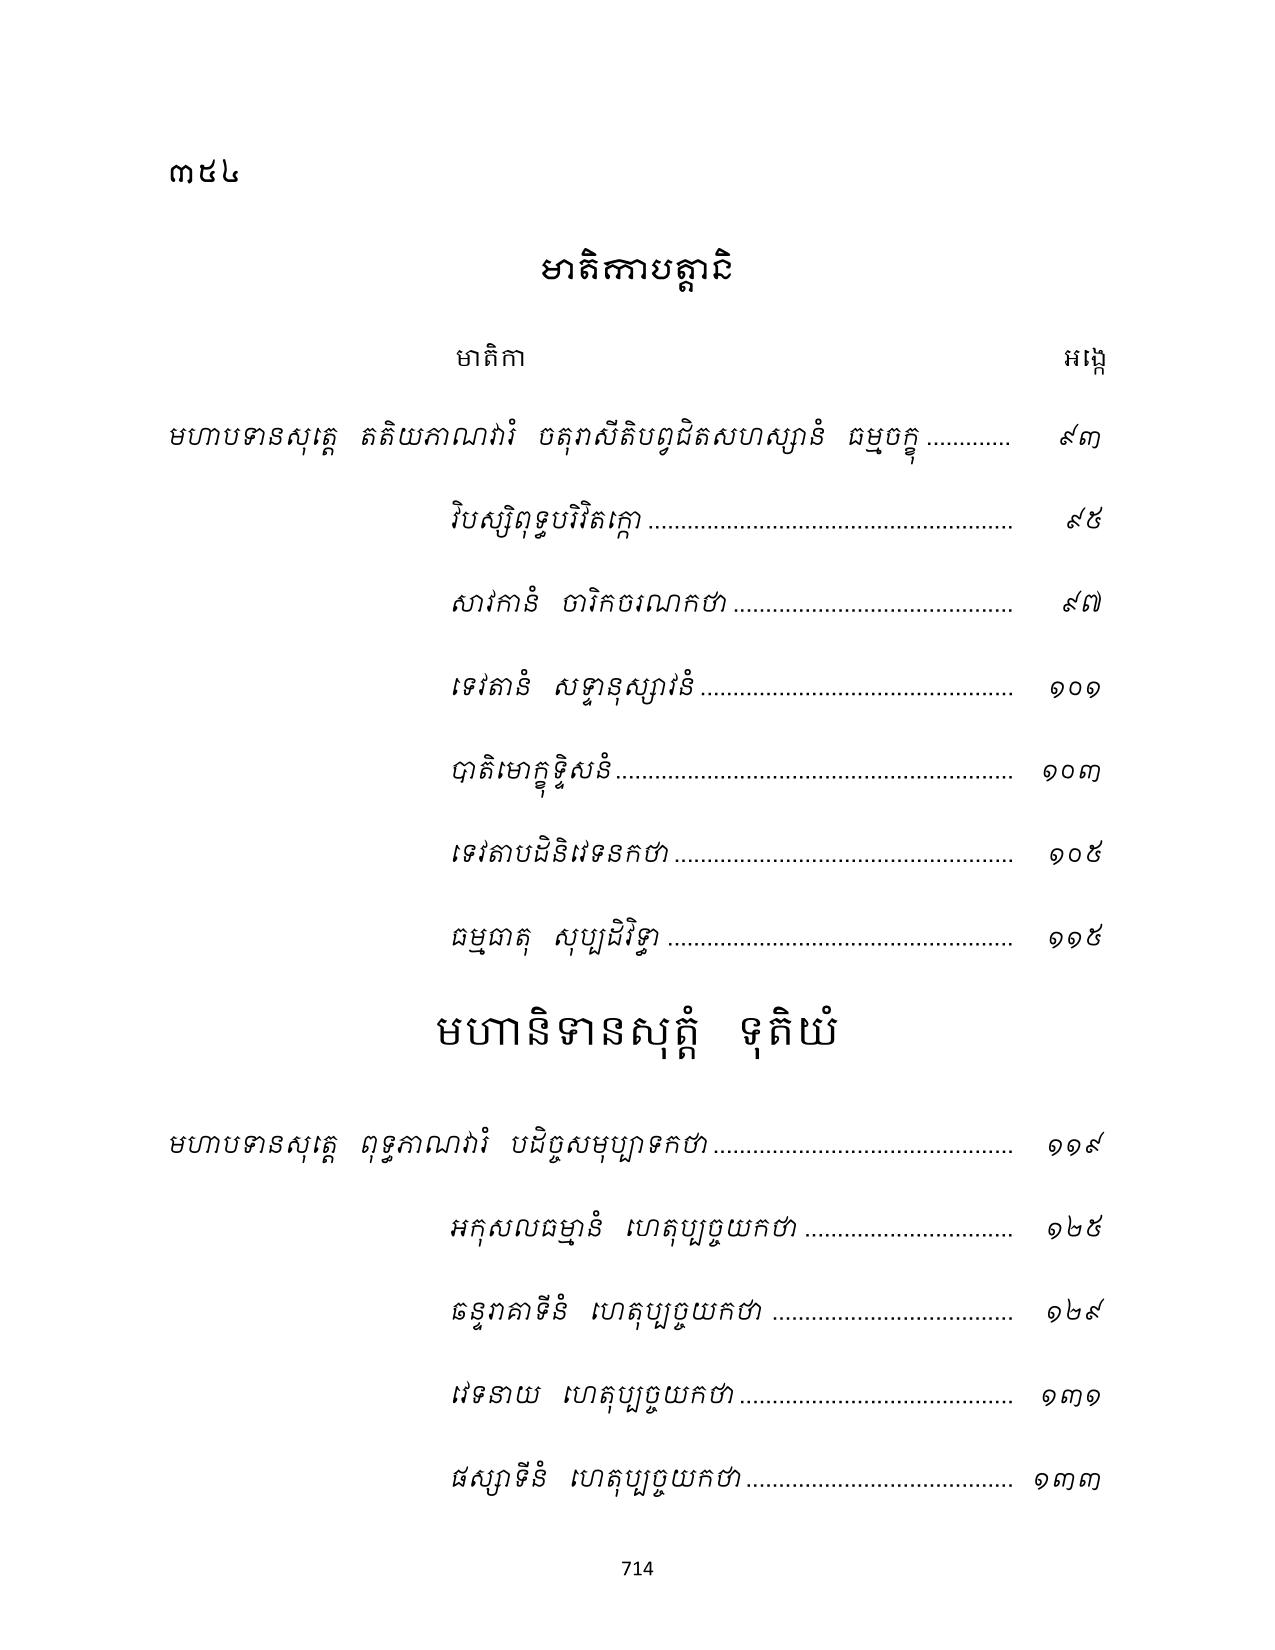 ៣៥៤
មាតិកាបត្តានិ
មាតិកា អង្កេ
មហាបទានសុត្តេ តតិយភាណវារំ ចតុរាសីតិបព្វជិតសហស្សានំ ធម្មចក្ខុ ............. ៩៣
វិបស្សិពុទ្ធបរិវិតក្កោ ........................................................ ៩៥
សាវកានំ ចារិកចរណកថា ........................................... ៩៧
ទេវតានំ សទ្ទានុស្សាវនំ ................................................ ១០១
បាតិមោក្ខុទ្ទិសនំ ............................................................. ១០៣
ទេវតាបដិនិវេទនកថា .................................................... ១០៥
ធម្មធាតុ សុប្បដិវិទ្ធា ..................................................... ១១៥
មហានិទានសុត្តំ ទុតិយំ
មហាបទានសុត្តេ ពុទ្ធភាណវារំ បដិច្ចសមុប្បាទកថា .............................................. ១១៩
អកុសលធម្មានំ ហេតុប្បច្ចយកថា ................................ ១២៥
ឆន្ទរាគាទីនំ ហេតុប្បច្ចយកថា ..................................... ១២៩
វេទនាយ ហេតុប្បច្ចយកថា .......................................... ១៣១
ផស្សាទីនំ ហេតុប្បច្ចយកថា ......................................... ១៣៣
714